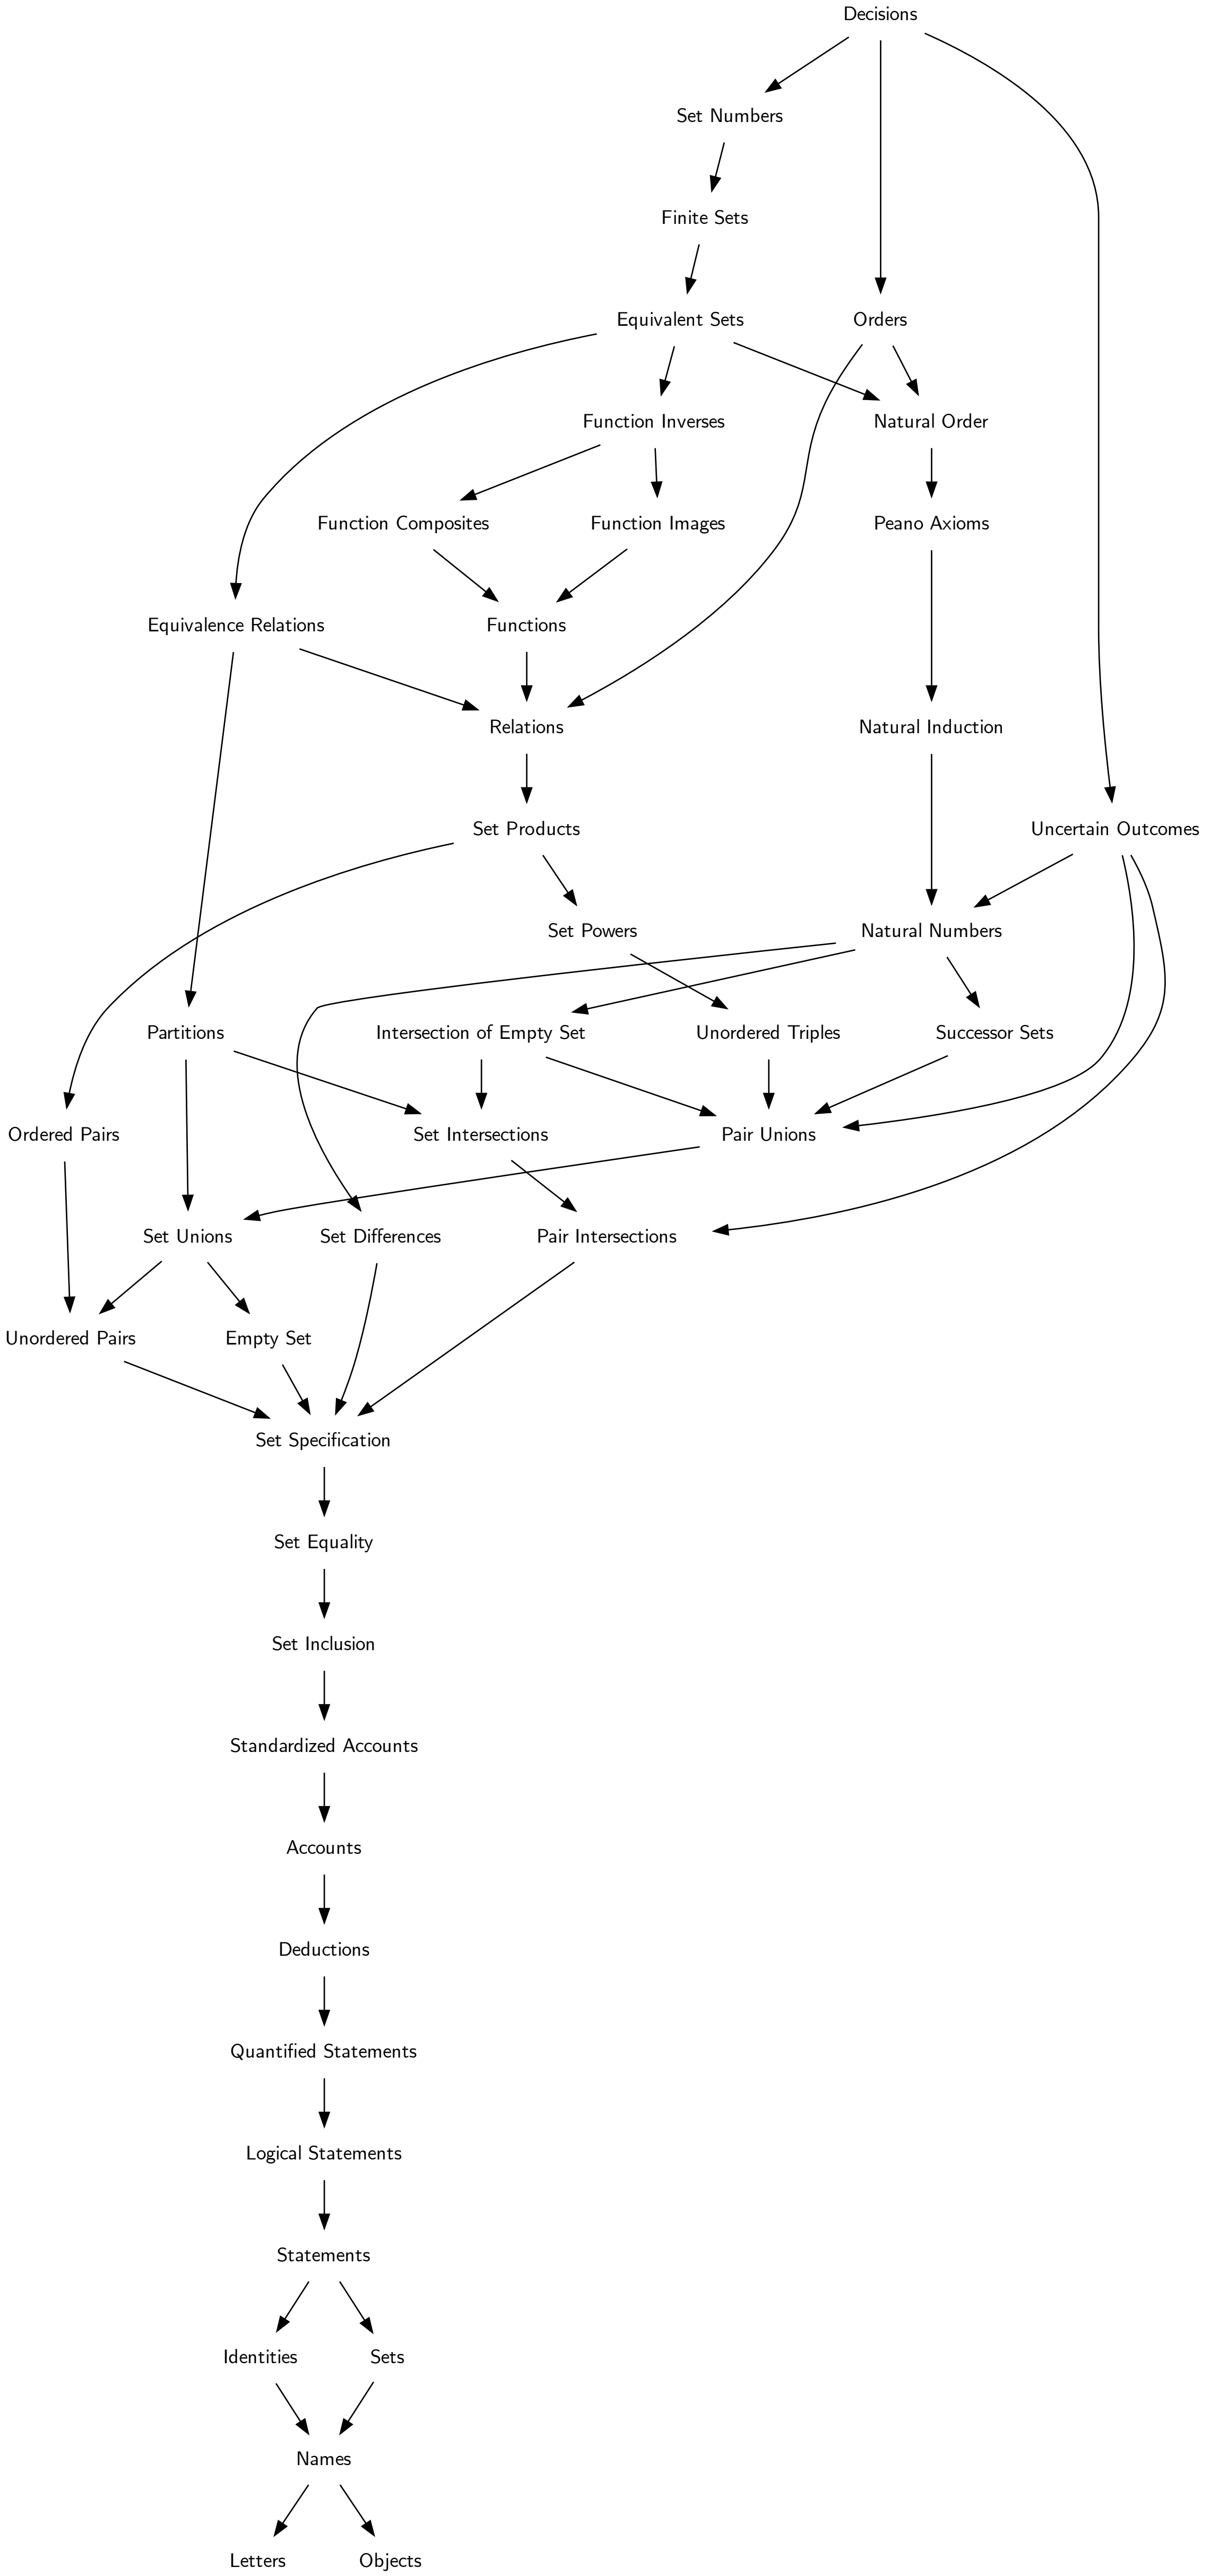 Decisions
Set Numbers
Finite Sets
Equivalent Sets
Orders
Function Inverses
Natural Order
Function Composites
Function Images
Peano Axioms
Equivalence Relations
Functions
Relations
Natural Induction
Set Products
Uncertain Outcomes
Set Powers
Natural Numbers
Partitions
Intersection of Empty Set
Unordered Triples
Successor Sets
Ordered Pairs
Set Intersections
Pair Unions
Set Unions
Set Differences
Pair Intersections
Unordered Pairs
Empty Set
Set Specification
Set Equality
Set Inclusion
Standardized Accounts
Accounts
Deductions
Quantified Statements
Logical Statements
Statements
Identities
Sets
Names
Letters
Objects